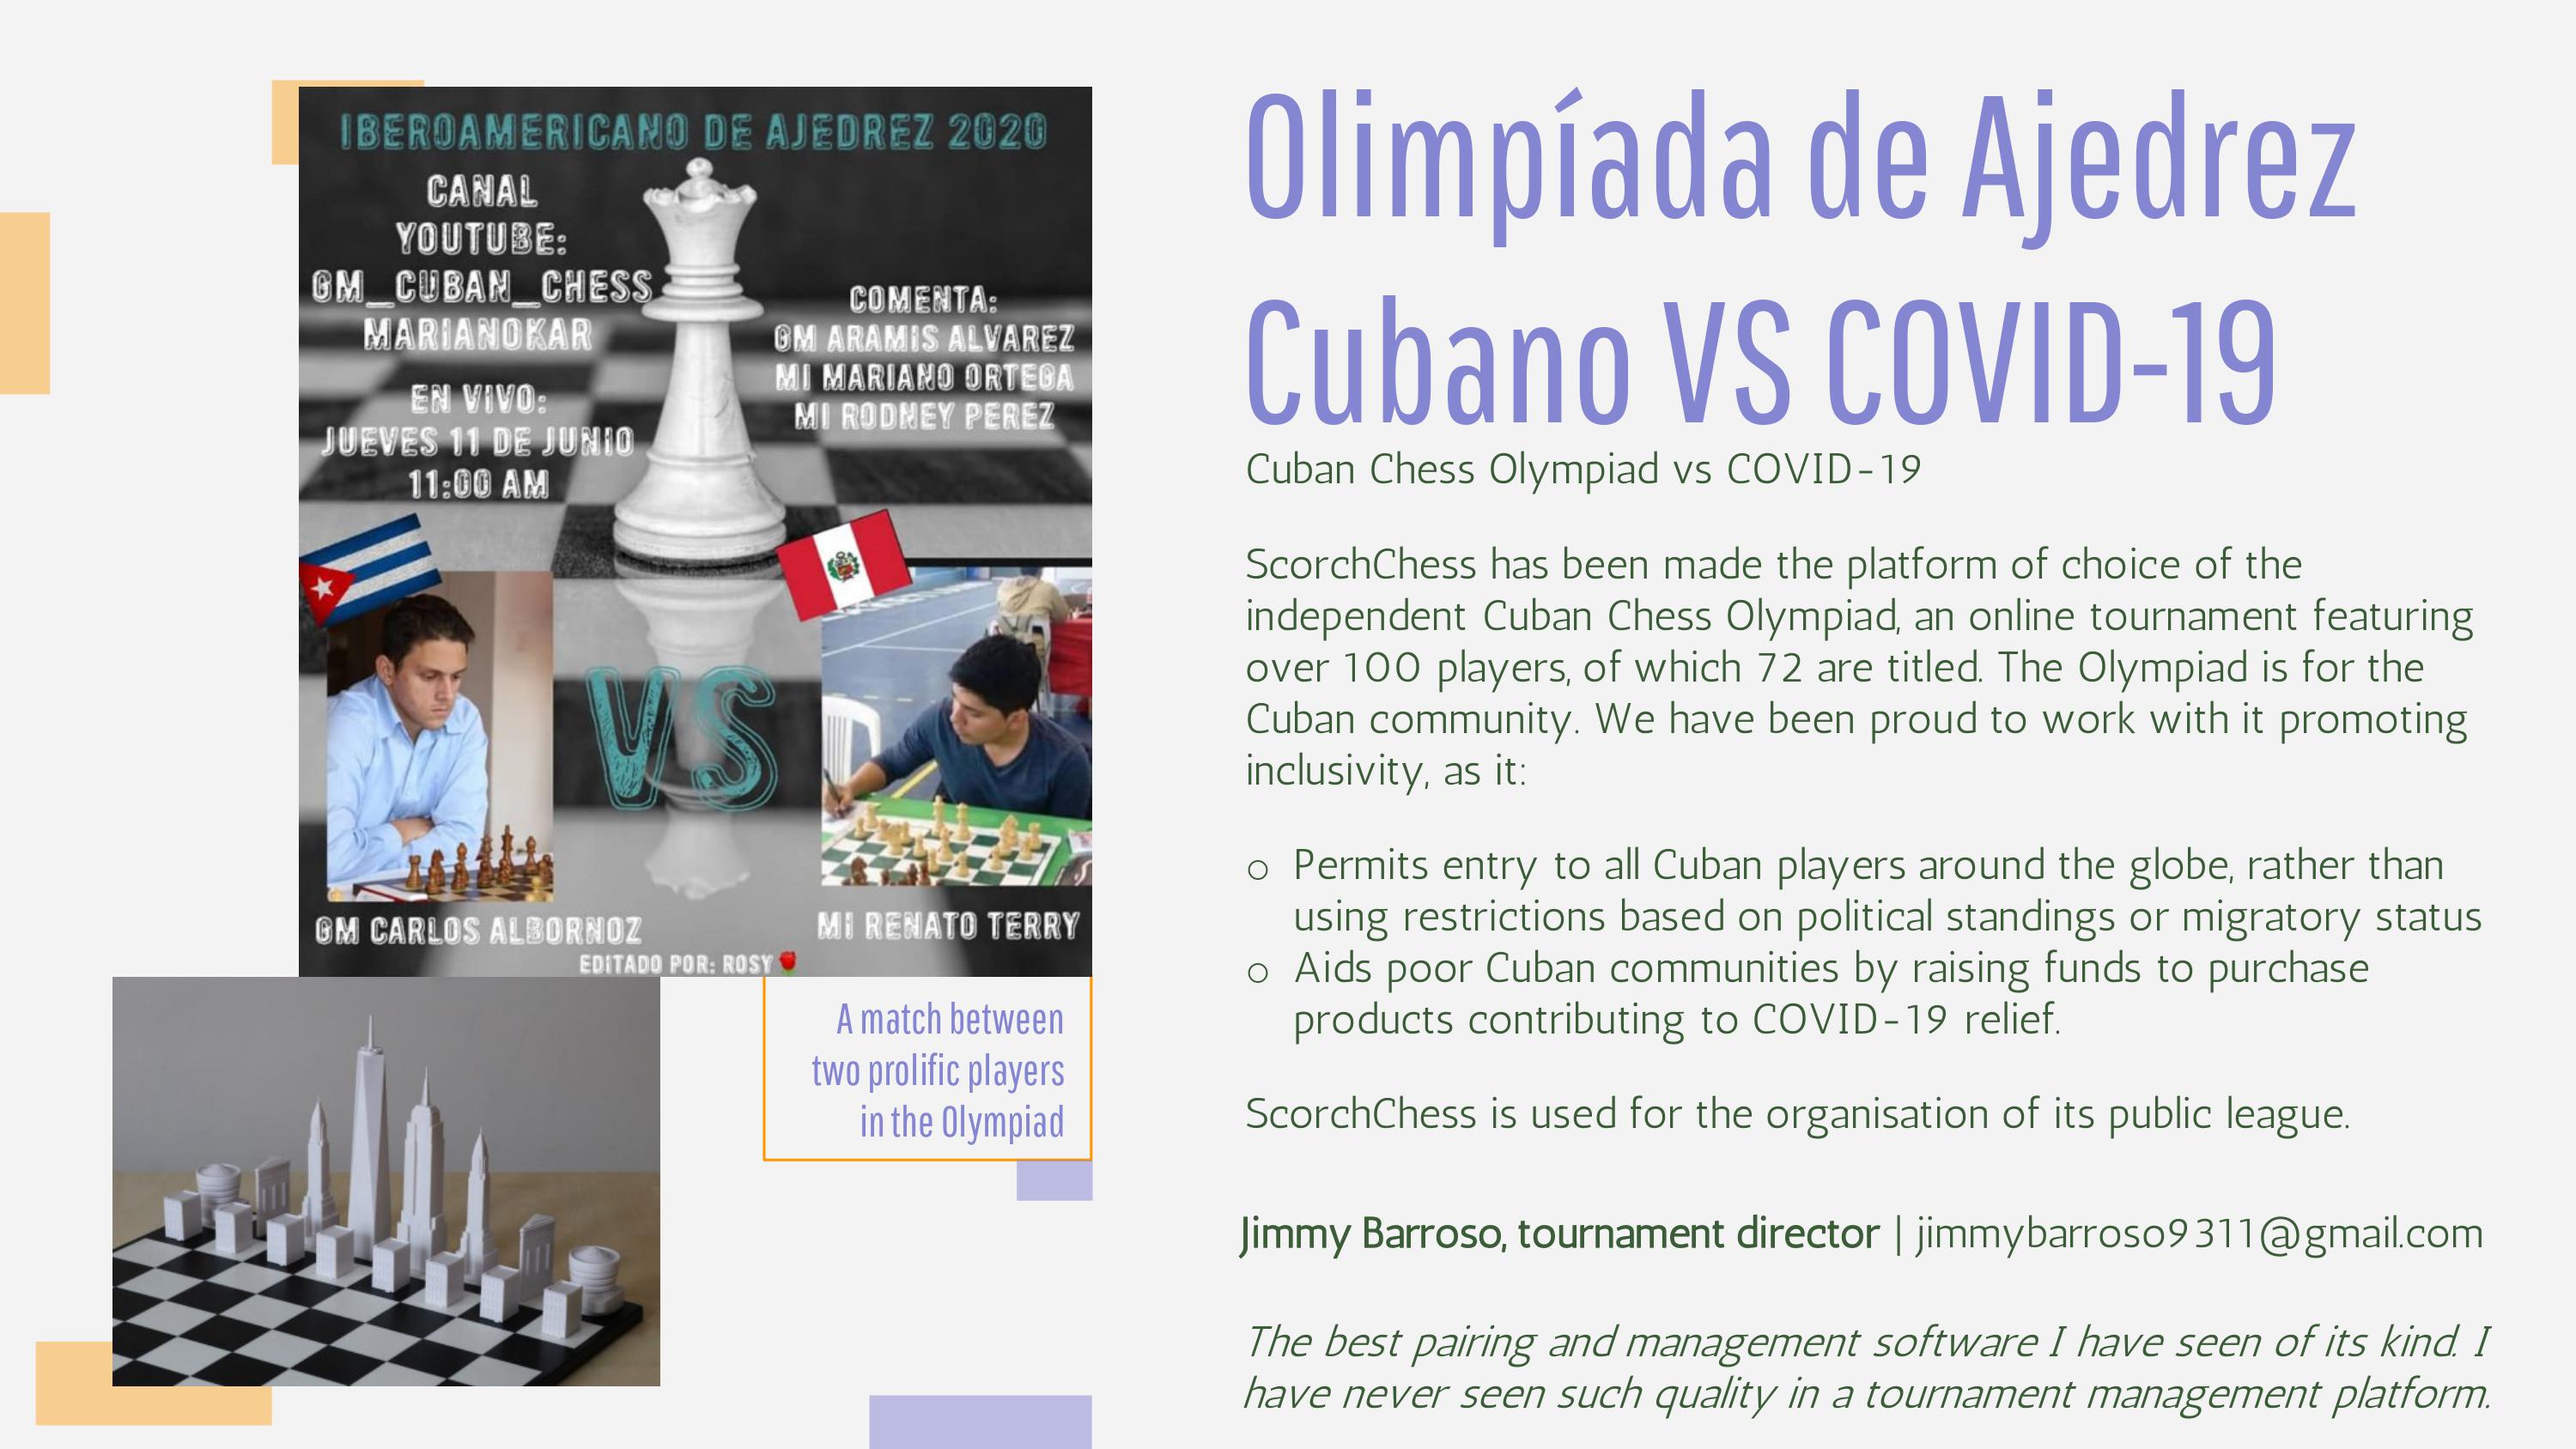 IBEROAMERICANO DE AJEDREZ 2020
CANAL
YOUTUBE:
GM_CUBAN_CHESS
MARIANOKAR
EN VIVO:
JUEVES 11 DE JUNIO
11:00 AM
COMENTA:
GM ARAMIS ALVAREZ
MI MARIANO ORTEGA
MI RODNEY PEREZ
VS
GM CARLOS ALBORNOZ
MI RENATO TERRY
EDITADO POR: ROSY
A match between
two prolific players
in the Olympiad
Olimpíada de Ajedrez
Cubano VS COVID-19
Cuban Chess Olympiad vs COVID-19
ScorchChess has been made the platform of choice of the
independent Cuban Chess Olympiad, an online tournament featuring
over 100 players, of which 72 are titled. The Olympiad is for the
Cuban community. We have been proud to work with it promoting
inclusivity, as it:
o Permits entry to all Cuban players around the globe, rather than
using restrictions based on political standings or migratory status
o Aids poor Cuban communities by raising funds to purchase
products contributing to COVID-19 relief.
ScorchChess is used for the organisation of its public league.
Jimmy Barroso, tournament director | jimmybarroso9311@gmail.com
The best pairing and management software I have seen of its kind. I
have never seen such quality in a tournament management platform.